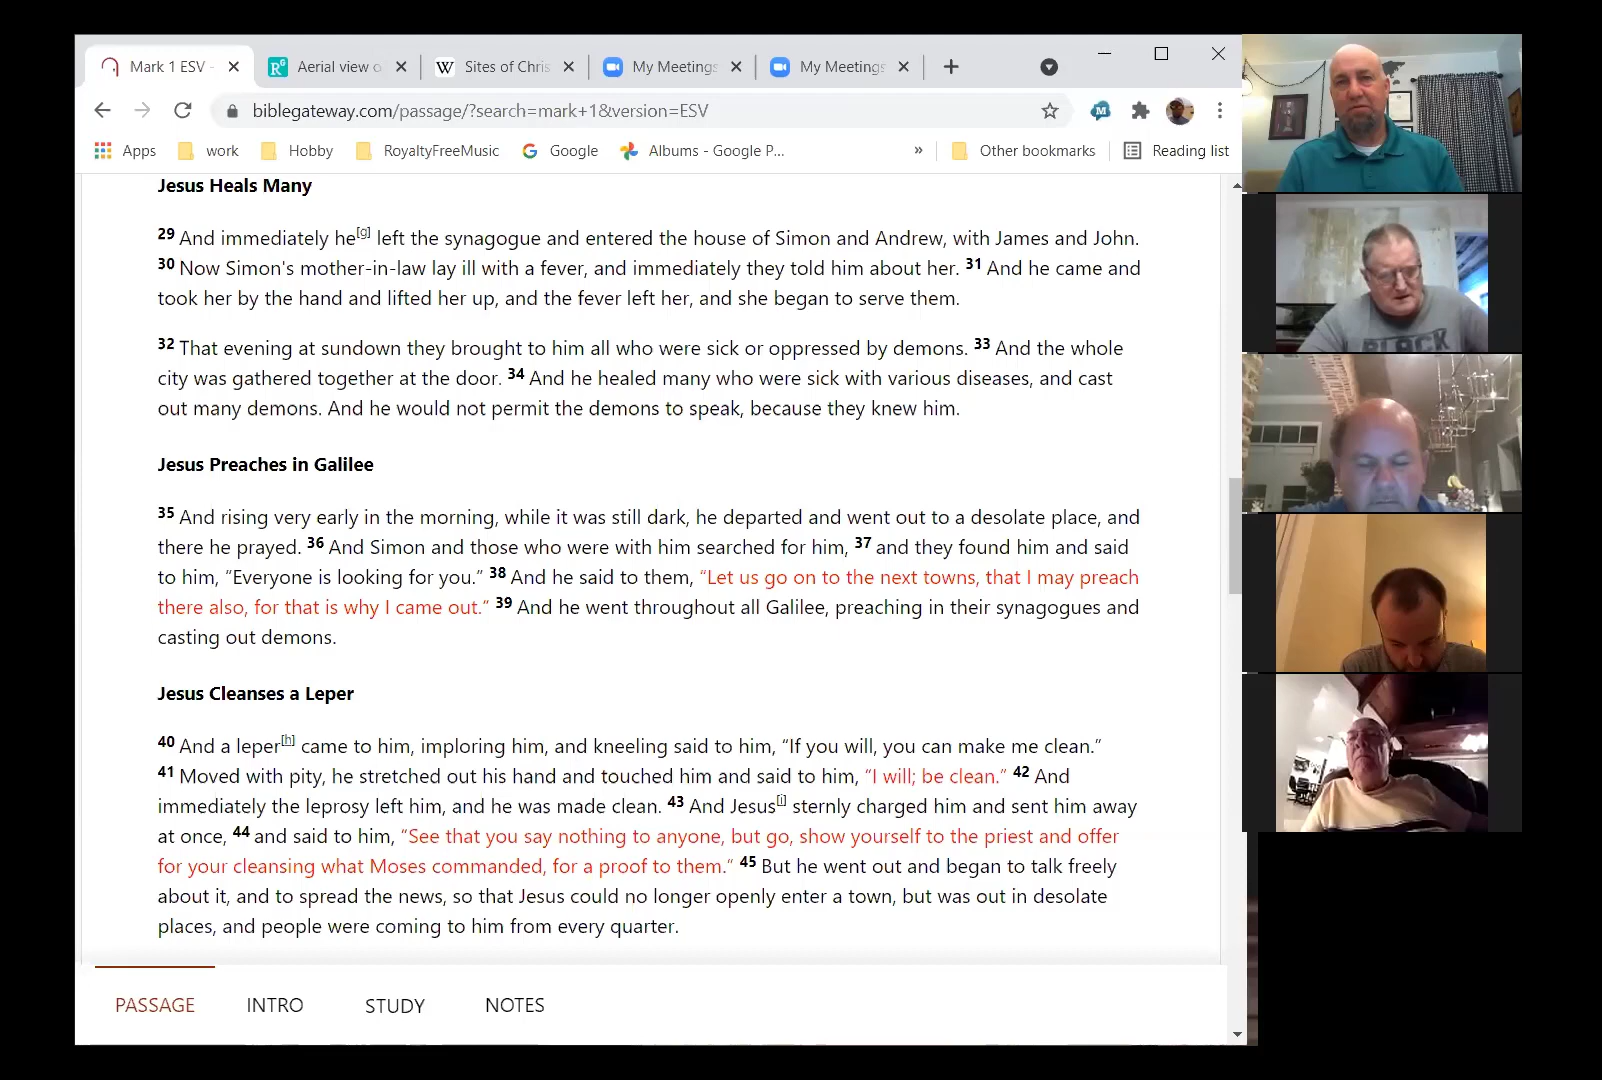 Mark 1 ESV -
Aerial view o
W Sites of Chris
My Meetings
My Meetings
biblegateway.com/passage/?search=mark+1&version=ESV
Apps work Hobby RoyaltyFreeMusic Google Albums - Google P... » Other bookmarks Reading list
Jesus Heals Many
29 And immediately he[g] left the synagogue and entered the house of Simon and Andrew, with James and John.
30 Now Simon's mother-in-law lay ill with a fever, and immediately they told him about her. 31 And he came and
took her by the hand and lifted her up, and the fever left her, and she began to serve them.
32 That evening at sundown they brought to him all who were sick or oppressed by demons. 33 And the whole
city was gathered together at the door. 34 And he healed many who were sick with various diseases, and cast
out many demons. And he would not permit the demons to speak, because they knew him.
Jesus Preaches in Galilee
35 And rising very early in the morning, while it was still dark, he departed and went out to a desolate place, and
there he prayed. 36 And Simon and those who were with him searched for him, 37 and they found him and said
to him, “Everyone is looking for you.” 38 And he said to them, “Let us go on to the next towns, that I may preach
there also, for that is why I came out.” 39 And he went throughout all Galilee, preaching in their synagogues and
casting out demons.
Jesus Cleanses a Leper
40 And a leper[h] came to him, imploring him, and kneeling said to him, “If you will, you can make me clean.”
41 Moved with pity, he stretched out his hand and touched him and said to him, “I will; be clean.” 42 And
immediately the leprosy left him, and he was made clean. 43 And Jesus[i] sternly charged him and sent him away
at once, 44 and said to him, “See that you say nothing to anyone, but go, show yourself to the priest and offer
for your cleansing what Moses commanded, for a proof to them.” 45 But he went out and began to talk freely
about it, and to spread the news, so that Jesus could no longer openly enter a town, but was out in desolate
places, and people were coming to him from every quarter.
PASSAGE INTRO STUDY NOTES
BLACK